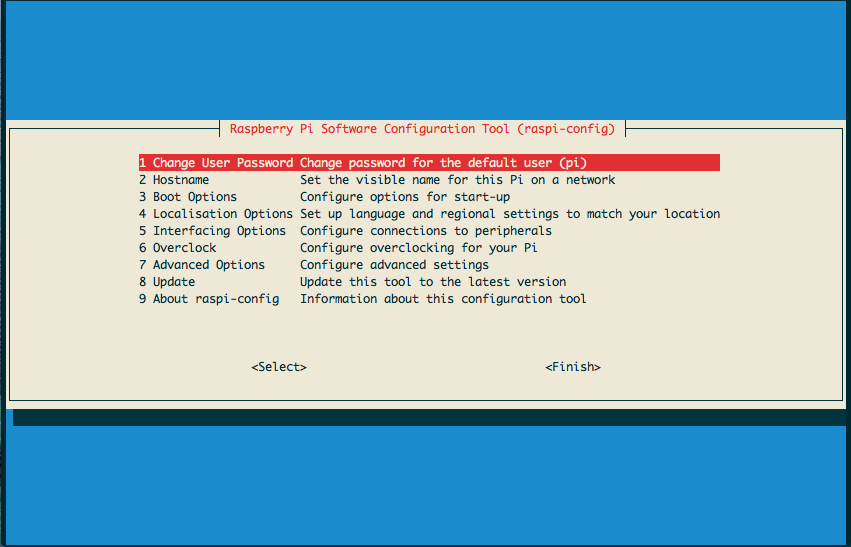 Raspberry Pi Software Configuration Tool (raspi-config)
1 Change User Password Change password for the default user (pi)
2 Hostname Set the visible name for this Pi on a network
3 Boot Options Configure options for start-up
4 Localisation Options Set up language and regional settings to match your location
5 Interfacing Options Configure connections to peripherals
6 Overclock Configure overclocking for your Pi
7 Advanced Options Configure advanced settings
8 Update Update this tool to the latest version
9 About raspi-config Information about this configuration tool
<Select> <Finish>